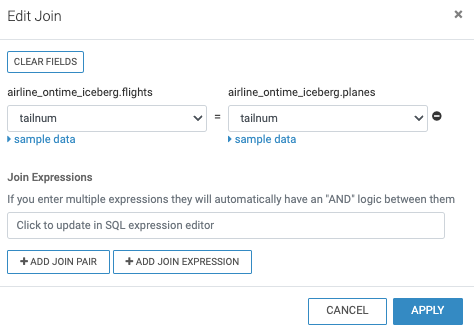 Edit Join
×
CLEAR FIELDS
airline_ontime_iceberg.flights airline_ontime_iceberg.planes
tailnum = tailnum
sample data sample data
Join Expressions
If you enter multiple expressions they will automatically have an "AND" logic between them
Click to update in SQL expression editor
+ ADD JOIN PAIR + ADD JOIN EXPRESSION
CANCEL APPLY